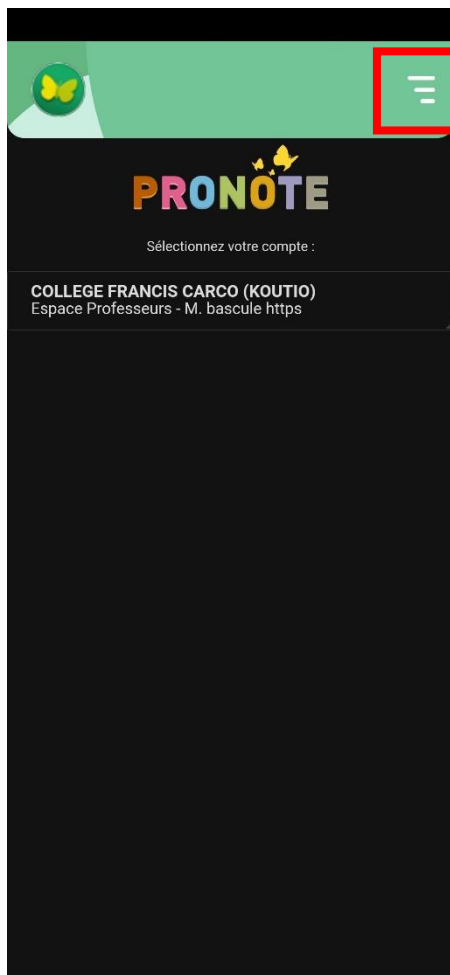 PRONOTE
Sélectionnez votre compte :
COLLEGE FRANCIS CARCO (KOUTIO)
Espace Professeurs - M. bascule https